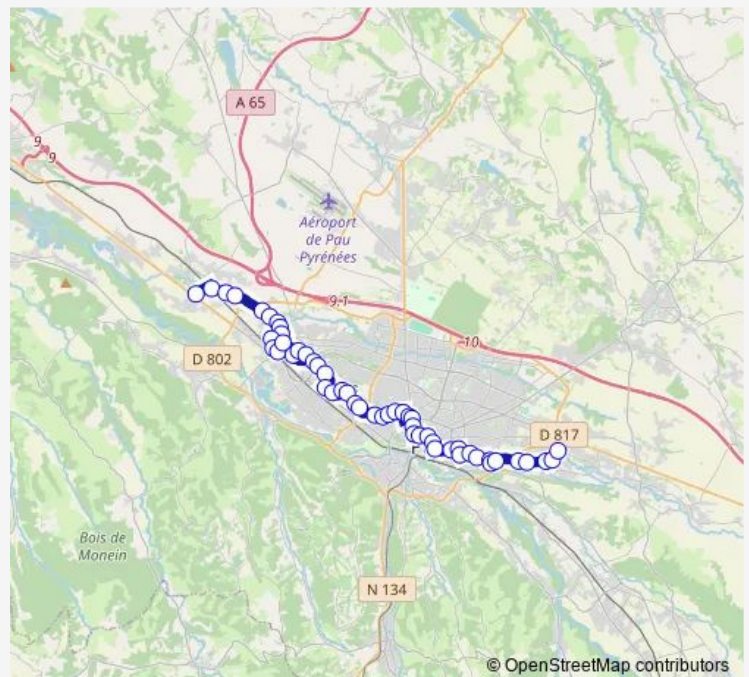 A 65
9
9
Aéroport
de Pau
Pyrénées
9.1
10
D 802
D 817
Bois de
Monein
N 134
© OpenStreetMap contributors